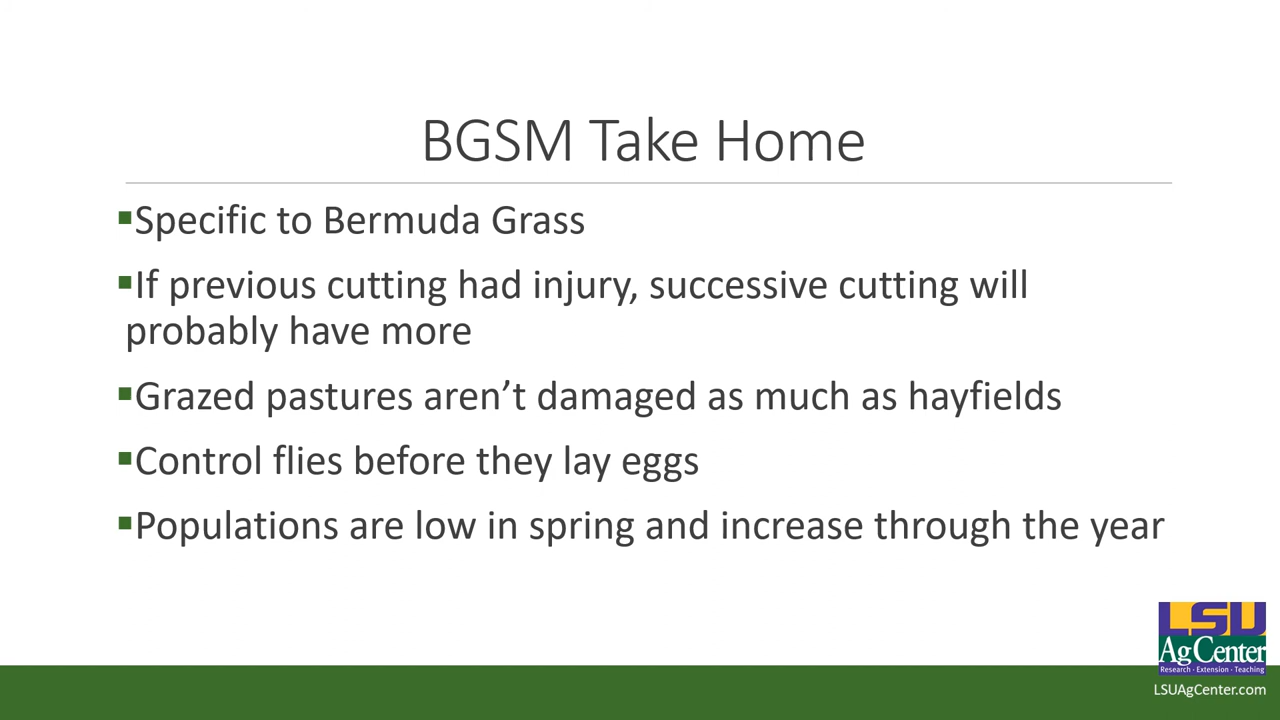 BGSM Take Home
▪Specific to Bermuda Grass
▪If previous cutting had injury, successive cutting will
probably have more
▪Grazed pastures aren’t damaged as much as hayfields
▪Control flies before they lay eggs
▪Populations are low in spring and increase through the year
LSU
AgCenter
Research · Extension · Teaching
LSUAgCenter.com